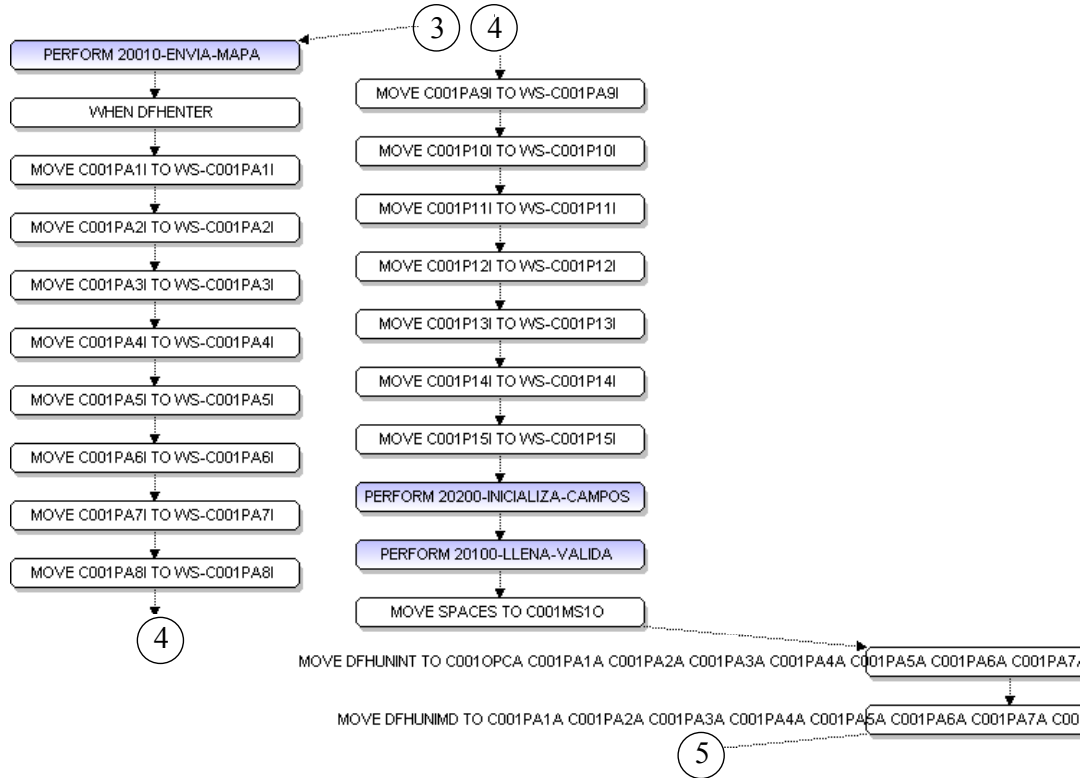 3
PERFORM 20010-ENVIA-MAPA
WHEN DFHENTER
MOVE C001PA1I TO WS-C001PA1I
MOVE C001PA2I TO WS-C001PA2I
MOVE C001PA3I TO WS-C001PA3I
MOVE C001PA4I TO WS-C001PA4I
MOVE C001PA5I TO WS-C001PA5I
MOVE C001PA6I TO WS-C001PA6I
MOVE C001PA7I TO WS-C001PA7I
MOVE C001PA8I TO WS-C001PA8I
4
4
MOVE C001PA9I TO WS-C001PA9I
MOVE C001P10I TO WS-C001P10I
MOVE C001P11I TO WS-C001P11I
MOVE C001P12I TO WS-C001P12I
MOVE C001P13I TO WS-C001P13I
MOVE C001P14I TO WS-C001P14I
MOVE C001P15I TO WS-C001P15I
PERFORM 20200-INICIALIZA-CAMPOS
PERFORM 20100-LLENA-VALIDA
MOVE SPACES TO C001MS1O
MOVE DFHUNINT TO C001OPCA C001PA1A C001PA2A C001PA3A C001PA4A C001PA5A C001PA6A C001PA7A
MOVE DFHUNIMD TO C001PA1A C001PA2A C001PA3A C001PA4A C001PA5A C001PA6A C001PA7A C00
5